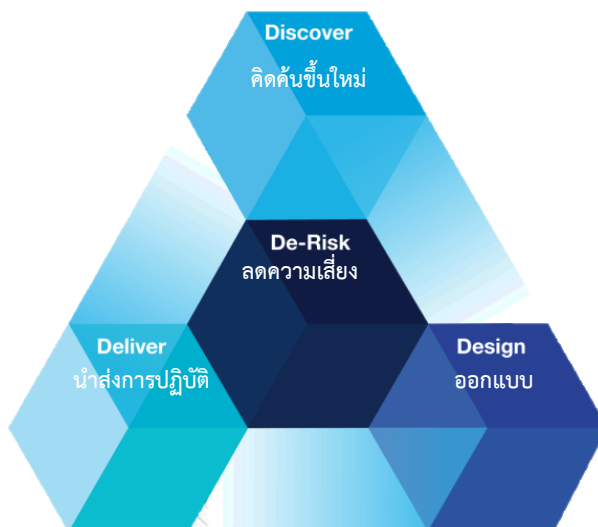 Discover
คิดค้นขึ้นใหม่
De-Risk
ลดความเสี่ยง
Deliver
นำส่งการปฏิบัติ
Design
ออกแบบ